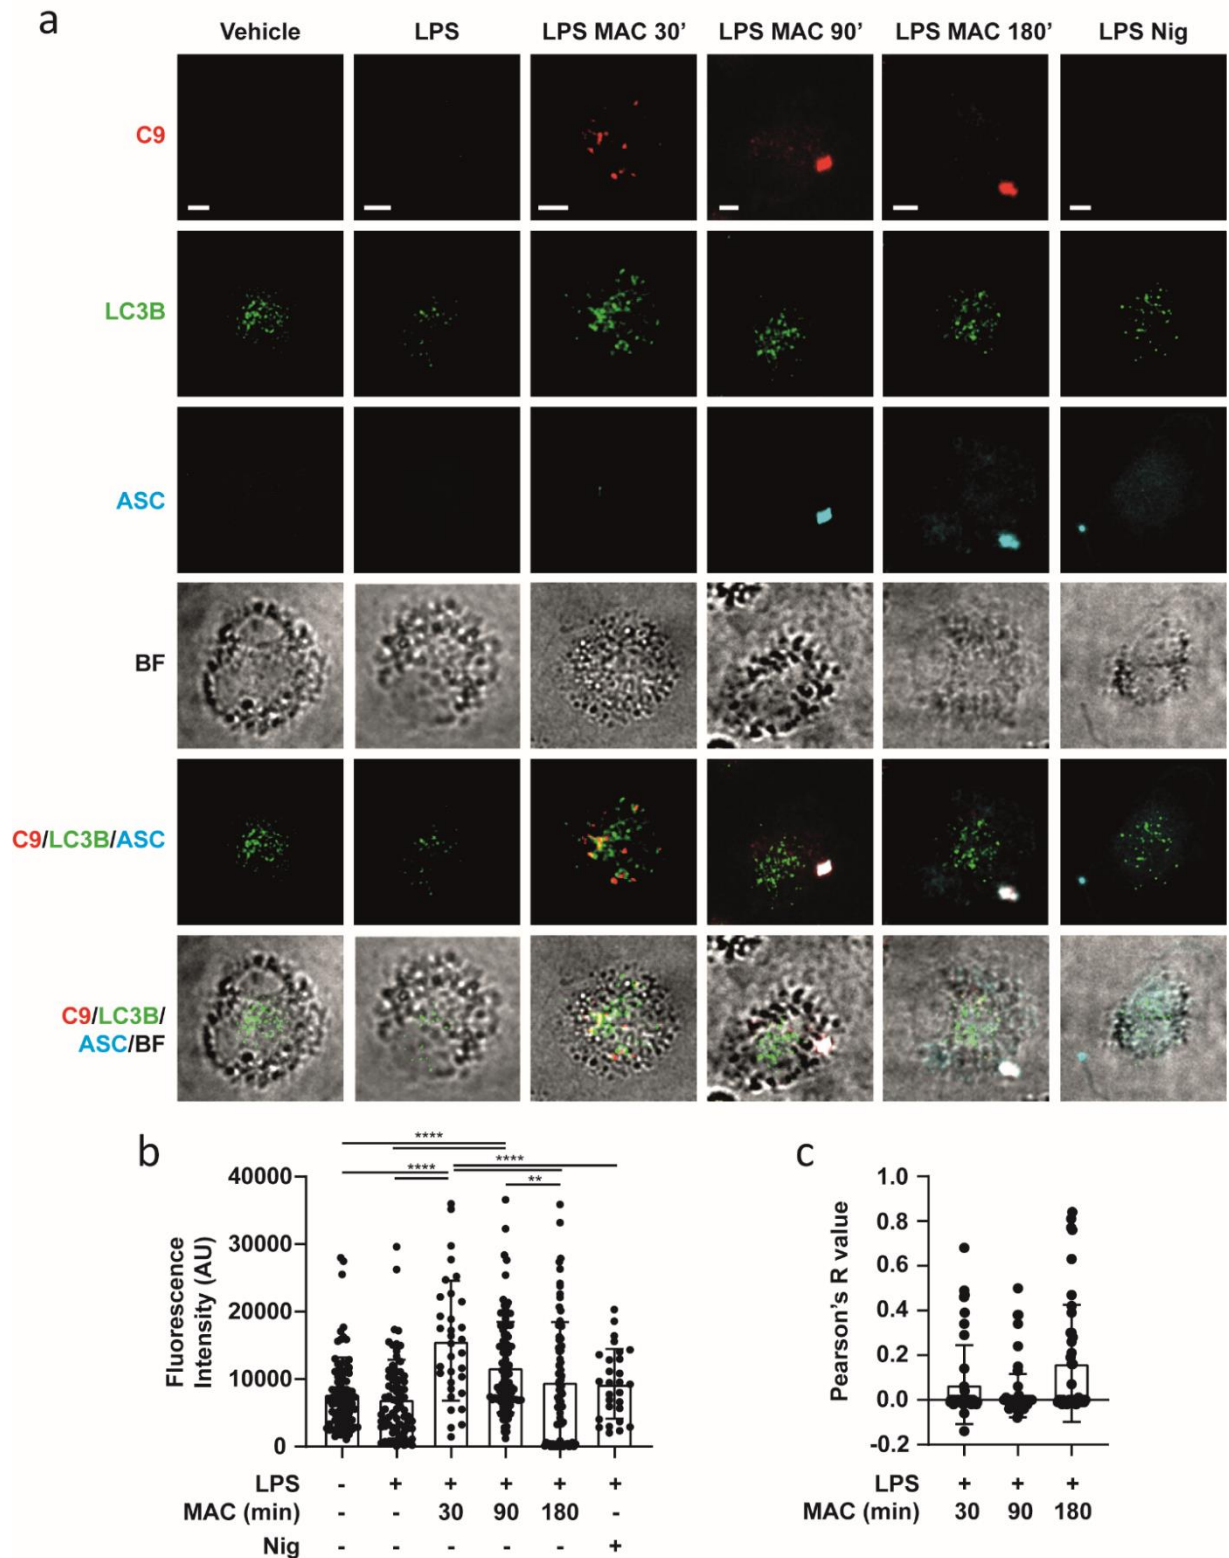 a
Vehicle LPS LPS MAC 30’ LPS MAC 90’ LPS MAC 180’ LPS Nig
C9
LC3B
ASC
BF
C9/LC3B/ASC
C9/LC3B/
ASC/BF
b
****
****
****
**
Fluorescence
Intensity (AU)
40000
30000
20000
10000
0
LPS - + + + + +
MAC (min) - - 30 90 180 -
Nig - - - - - +
c
Pearson’s R value
1.0
0.8
0.6
0.4
0.2
0.0
-0.2
LPS + + +
MAC (min) 30 90 180